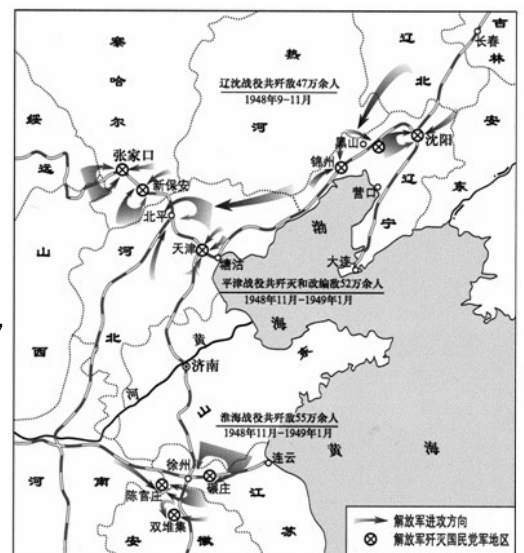 吉
林
长春
辽
北
安
东
热
河
察
哈
尔
绥
远
辽沈战役共歼敌47万余人
1948年9-11月
黑山
沈阳
锦州
辽
宁
营口
大连
张家口
新保安
北平
天津
塘沽
渤
海
平津战役共歼灭和改编敌52万余人
1948年11月-1949年1月
山
西
河
北
黄
河
济南
山
东
淮海战役共歼敌55万余人
1948年11月-1949年1月
黄
海
徐州
连云
碾庄
陈官庄
双堆集
河
南
安
徽
江
苏
解放军进攻方向
解放军歼灭国民党军地区